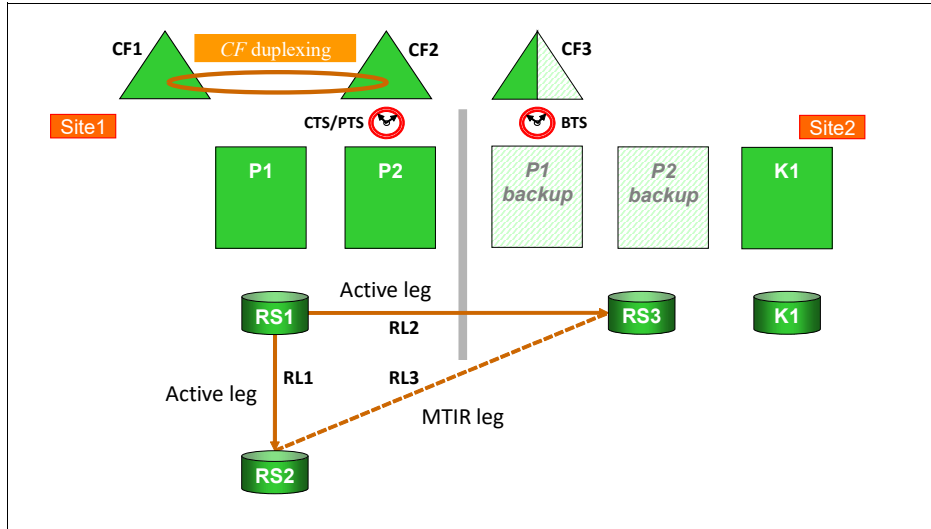 CF1
CF duplexing
CF2
CF3
Site1
CTS/PTS
BTS
Site2
P1
P2
P1
backup
P2
backup
K1
Active leg
RS1
RL2
RS3
K1
RL1
RL3
Active leg
MTIR leg
RS2